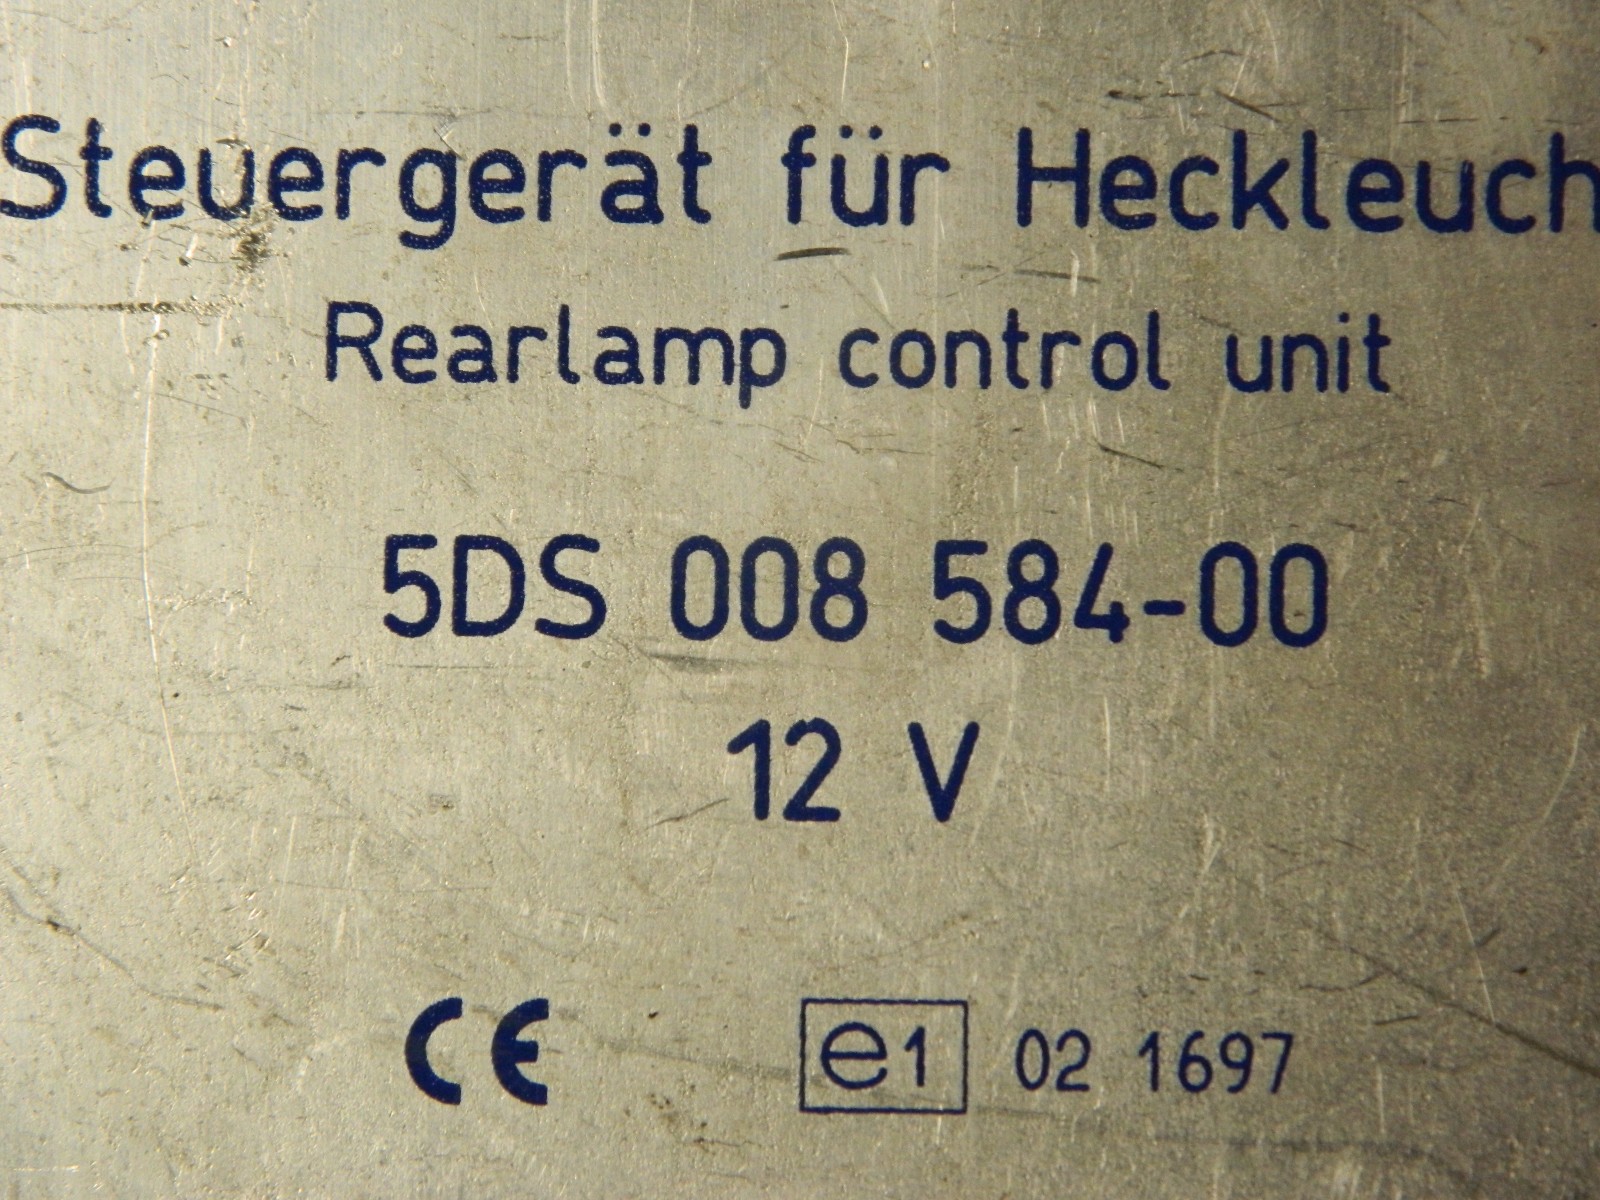 Steuergerät für Heckleuch
Rearlamp control unit
5DS 008 584-00
12 V
CE e1 02 1697